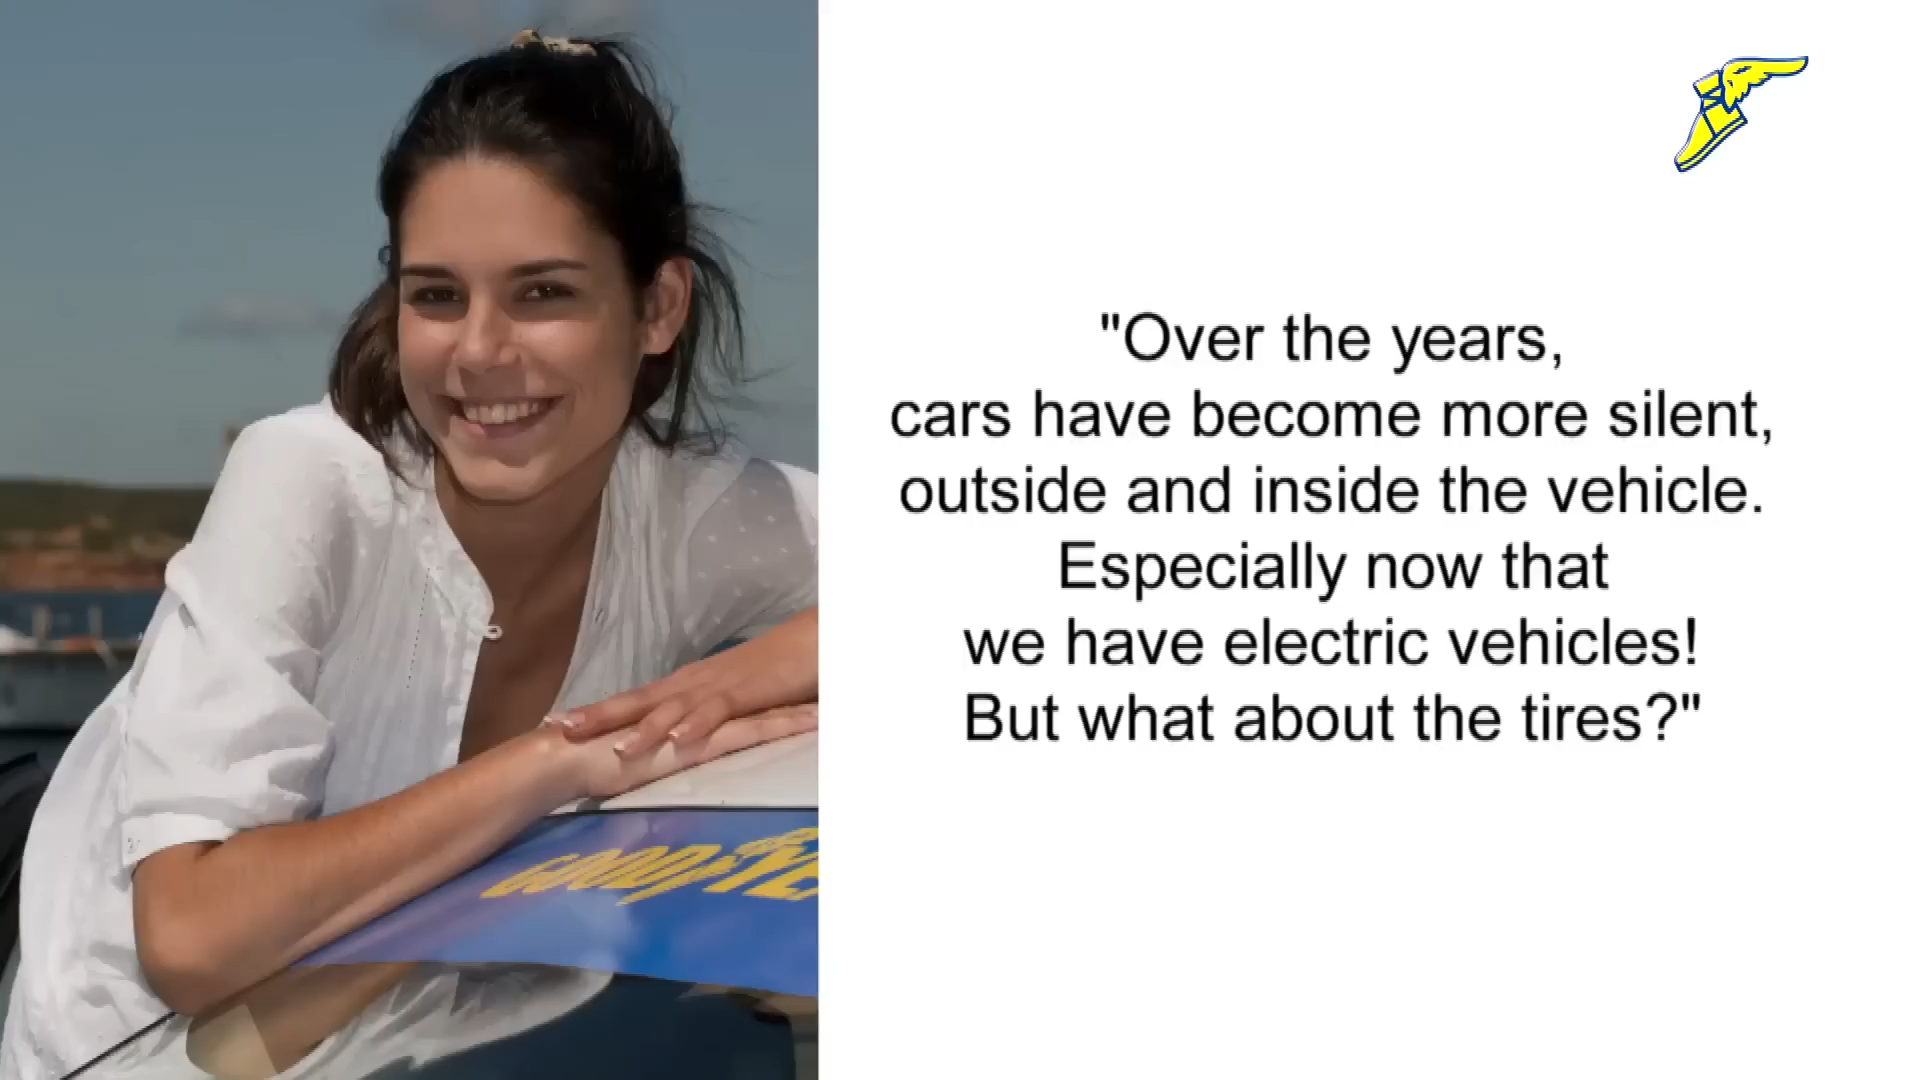 "Over the years,
cars have become more silent,
outside and inside the vehicle.
Especially now that
we have electric vehicles!
But what about the tires?"